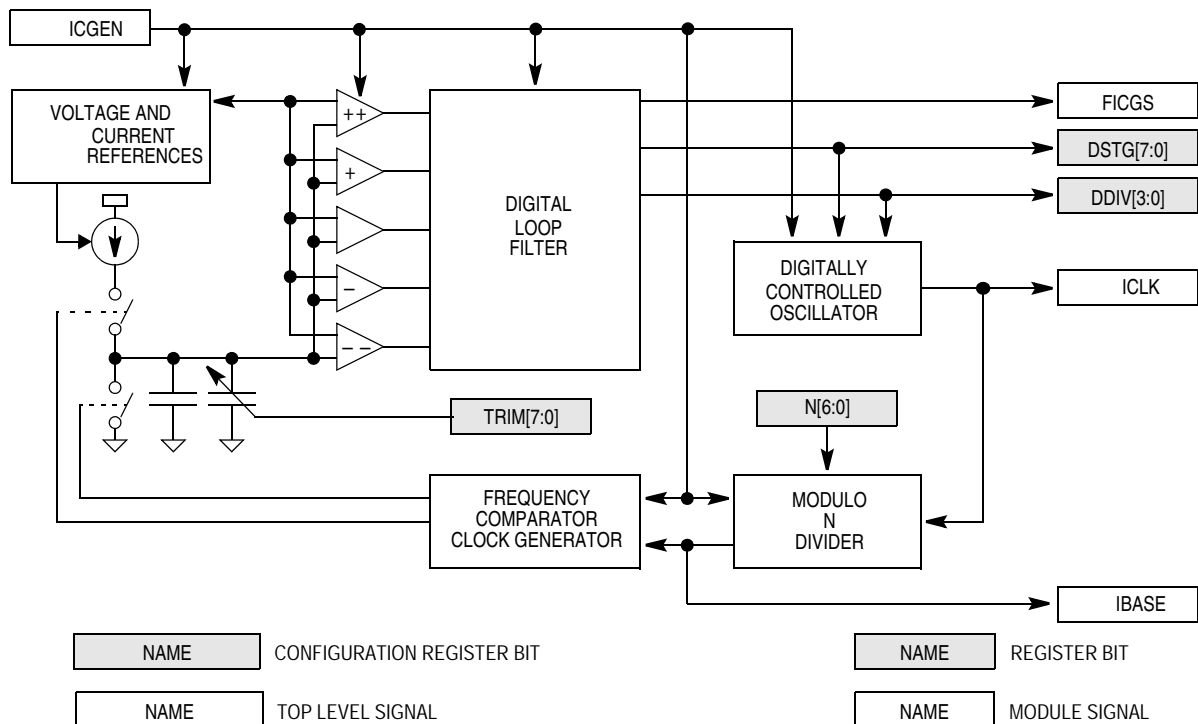 ICGEN
VOLTAGE AND
CURRENT
REFERENCES
++
+
−
− −
DIGITAL
LOOP
FILTER
FICGS
DSTG[7:0]
DDIV[3:0]
DIGITALLY
CONTROLLED
OSCILLATOR
ICLK
TRIM[7:0]
N[6:0]
FREQUENCY
COMPARATOR
CLOCK GENERATOR
MODULO
N
DIVIDER
IBASE
NAME CONFIGURATION REGISTER BIT
NAME REGISTER BIT
NAME TOP LEVEL SIGNAL
NAME MODULE SIGNAL